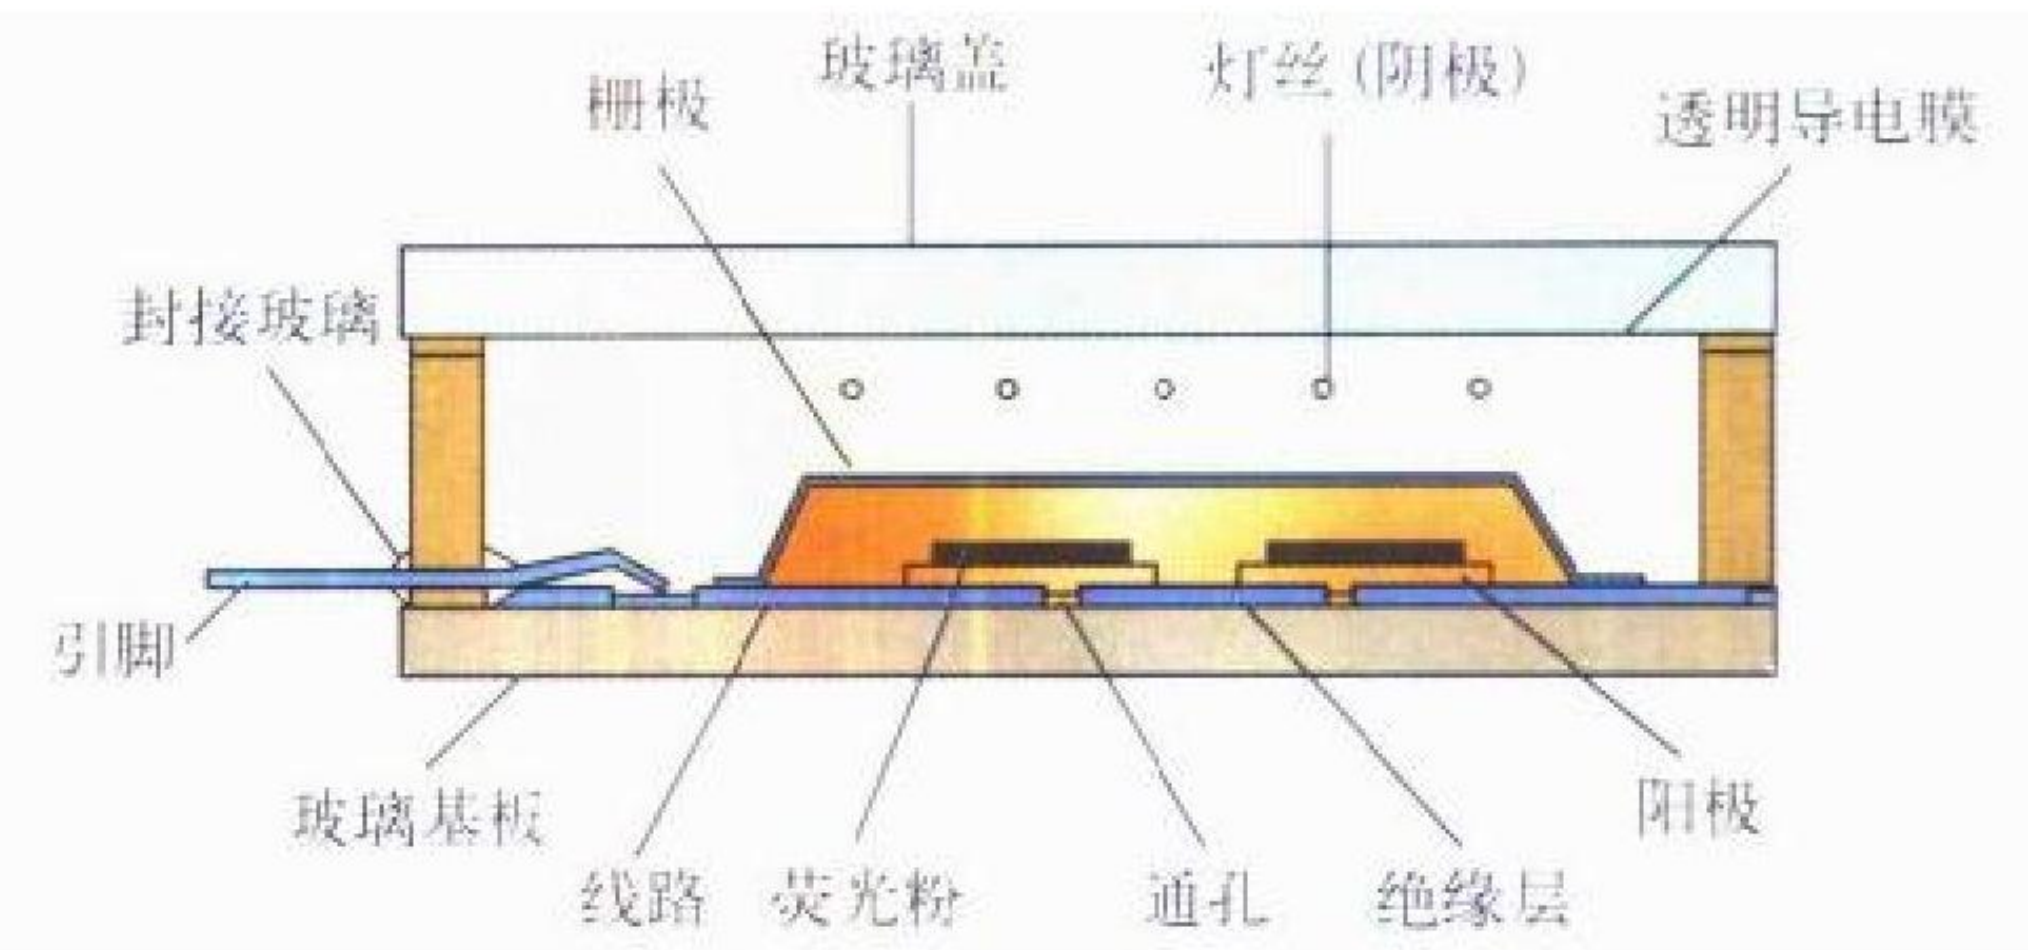 玻璃盖
灯丝(阴极)
栅极
透明导电膜
封接玻璃
引脚
玻璃基板
阳极
线路
荧光粉
通孔
绝缘层